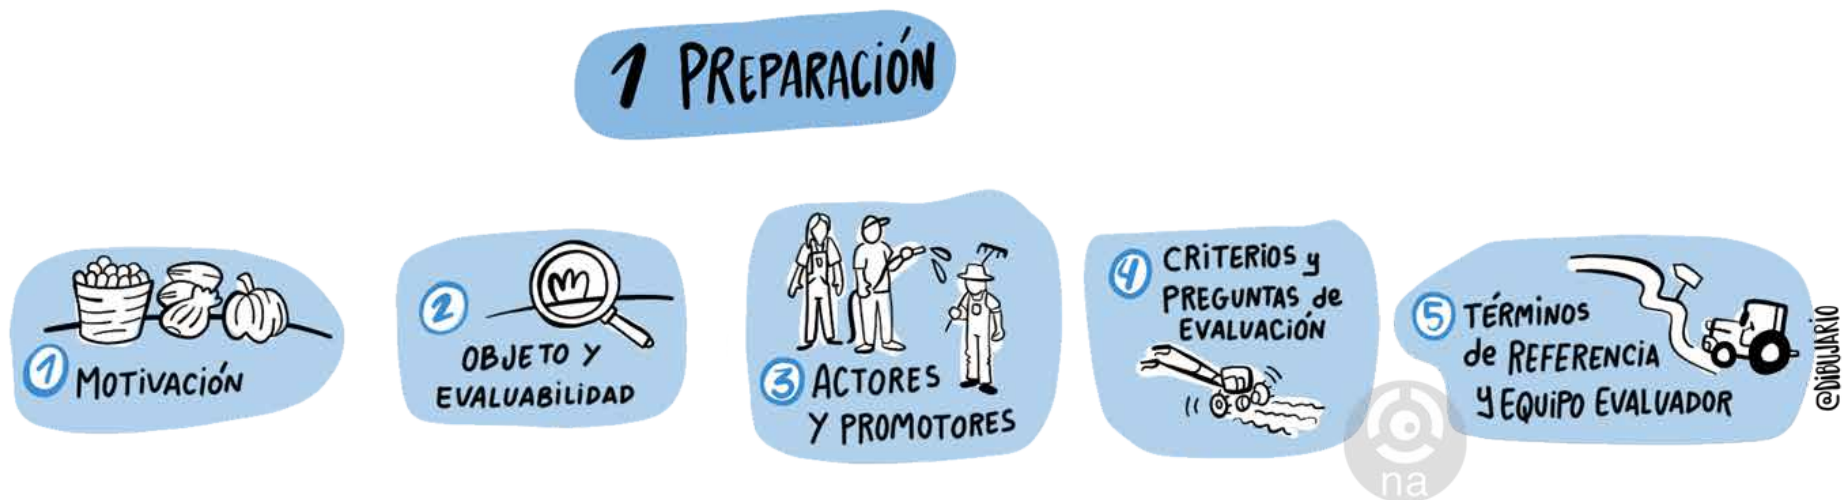 1 PREPARACIÓN
1 MOTIVACIÓN
2
OBJETO Y
EVALUABILIDAD
3 ACTORES
Y PROMOTORES
4 CRITERIOS y
PREGUNTAS de
EVALUACIÓN
5 TÉRMINOS
de REFERENCIA
y EQUIPO EVALUADOR
@DIBUJARIO
na